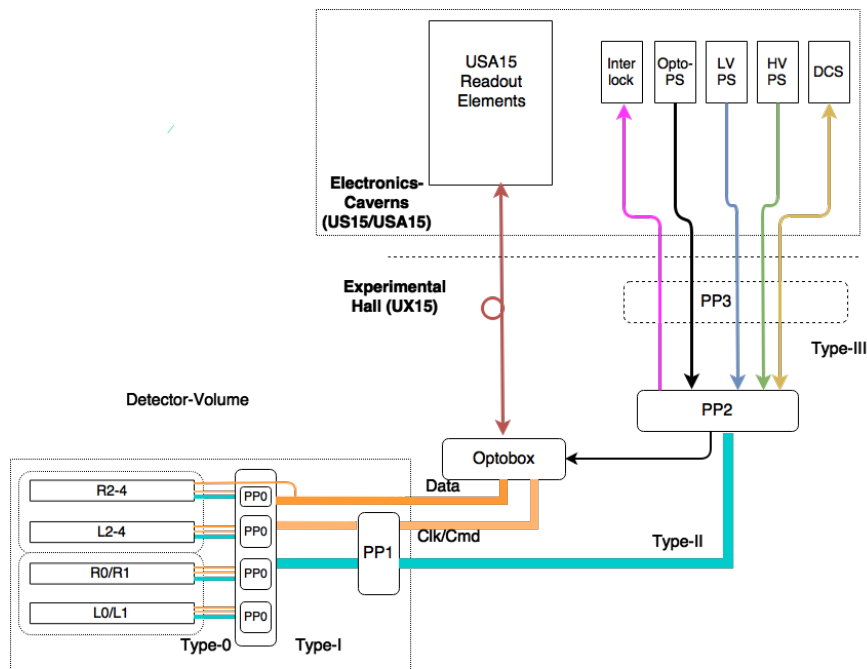 USA15
Readout
Elements
Inter
lock
Opto-
PS
LV
PS
HV
PS
DCS
Electronics-
Caverns
(US15/USA15)
Experimental
Hall (UX15)
PP3
Type-III
Detector-Volume
PP2
Optobox
Data
R2-4
PP0
L2-4
PP0
Clk/Cmd
Type-II
PP1
R0/R1
PP0
L0/L1
PP0
Type-0
Type-I